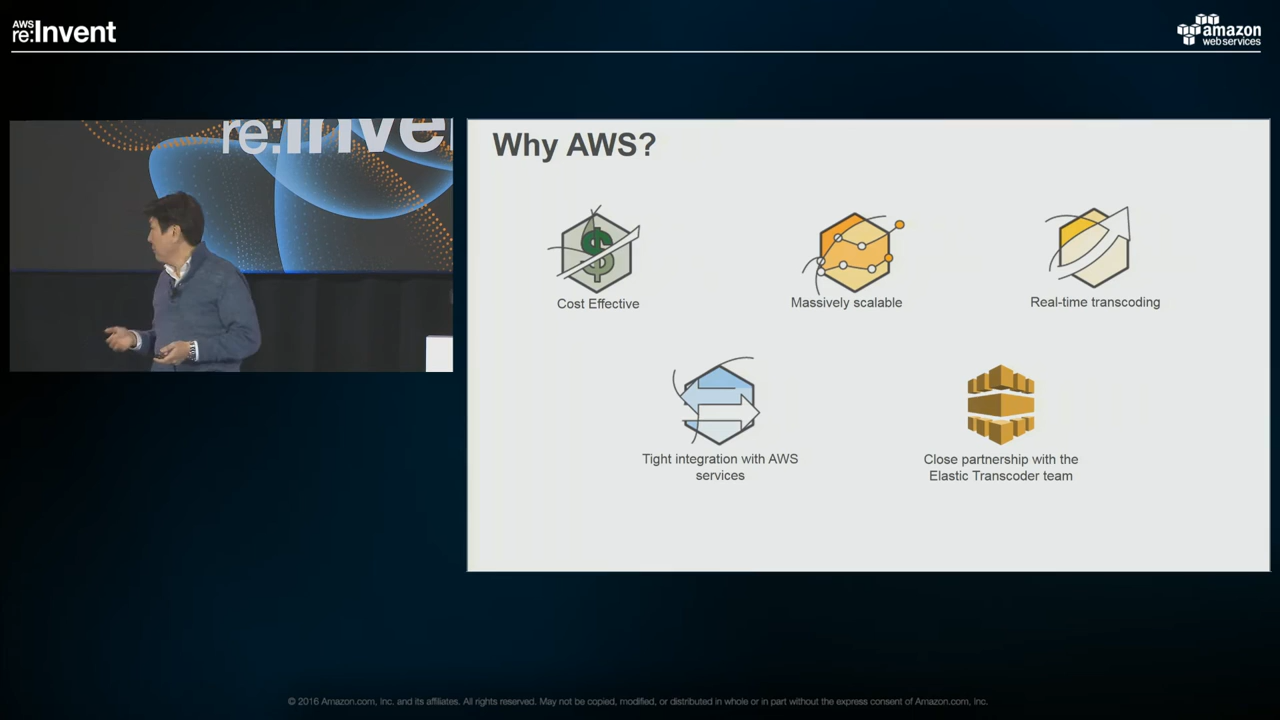 AWS
re:Invent
amazon
web services
re:Inve
Why AWS?
Cost Effective
Massively scalable
Real-time transcoding
Tight integration with AWS
services
Close partnership with the
Elastic Transcoder team
© 2016 Amazon.com, Inc. and its affiliates. All rights reserved. May not be copied, modified, or distributed in whole or in part without the express consent of Amazon.com, Inc.